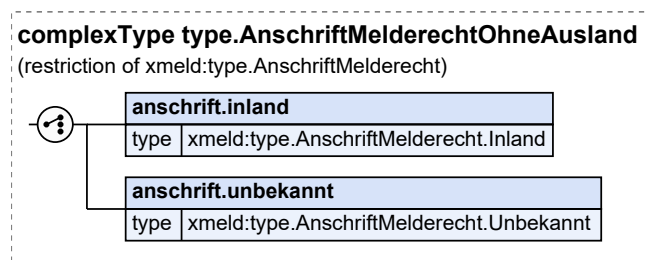 complexType type.AnschriftMelderechtOhneAusland
(restriction of xmeld:type.AnschriftMelderecht)
anschrift.inland
type xmeld:type.AnschriftMelderecht.Inland
anschrift.unbekannt
type xmeld:type.AnschriftMelderecht.Unbekannt